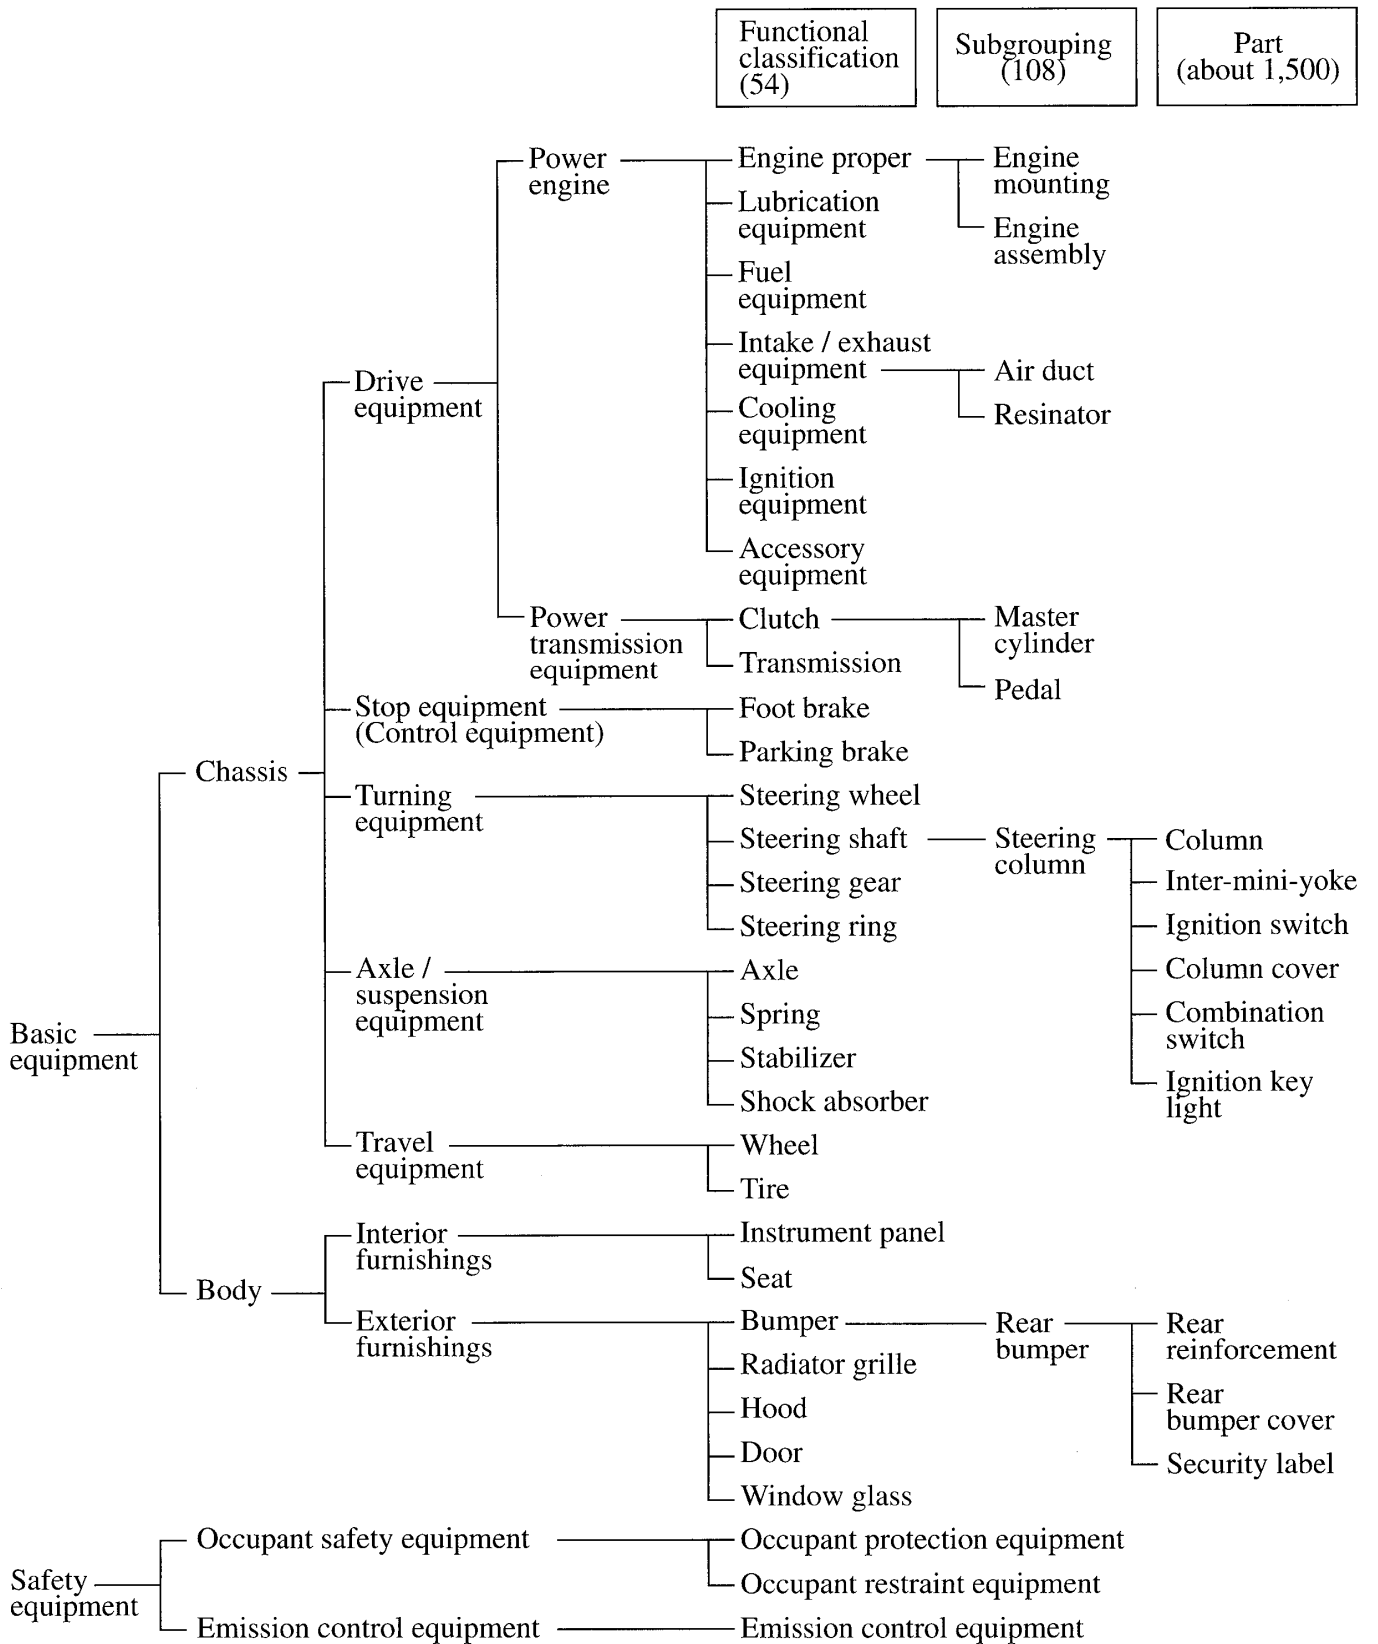 Functional
classification
(54)
Subgrouping
(108)
Part
(about 1,500)
Power
engine
Engine proper
Engine
mounting
Lubrication
equipment
Engine
assembly
Fuel
equipment
Intake / exhaust
equipment
Air duct
Drive
equipment
Cooling
equipment
Resinator
Ignition
equipment
Accessory
equipment
Power
transmission
equipment
Clutch
Master
cylinder
Transmission
Pedal
Stop equipment
(Control equipment)
Foot brake
Parking brake
Chassis
Turning
equipment
Steering wheel
Steering shaft
Steering
column
Column
Steering gear
Inter-mini-yoke
Steering ring
Ignition switch
Axle /
suspension
equipment
Axle
Column cover
Basic
equipment
Spring
Combination
switch
Stabilizer
Shock absorber
Ignition key
light
Travel
equipment
Wheel
Tire
Interior
furnishings
Instrument panel
Body
Seat
Exterior
furnishings
Bumper
Rear
bumper
Rear
reinforcement
Radiator grille
Hood
Rear
bumper cover
Door
Security label
Window glass
Occupant safety equipment
Occupant protection equipment
Safety
equipment
Occupant restraint equipment
Emission control equipment
Emission control equipment